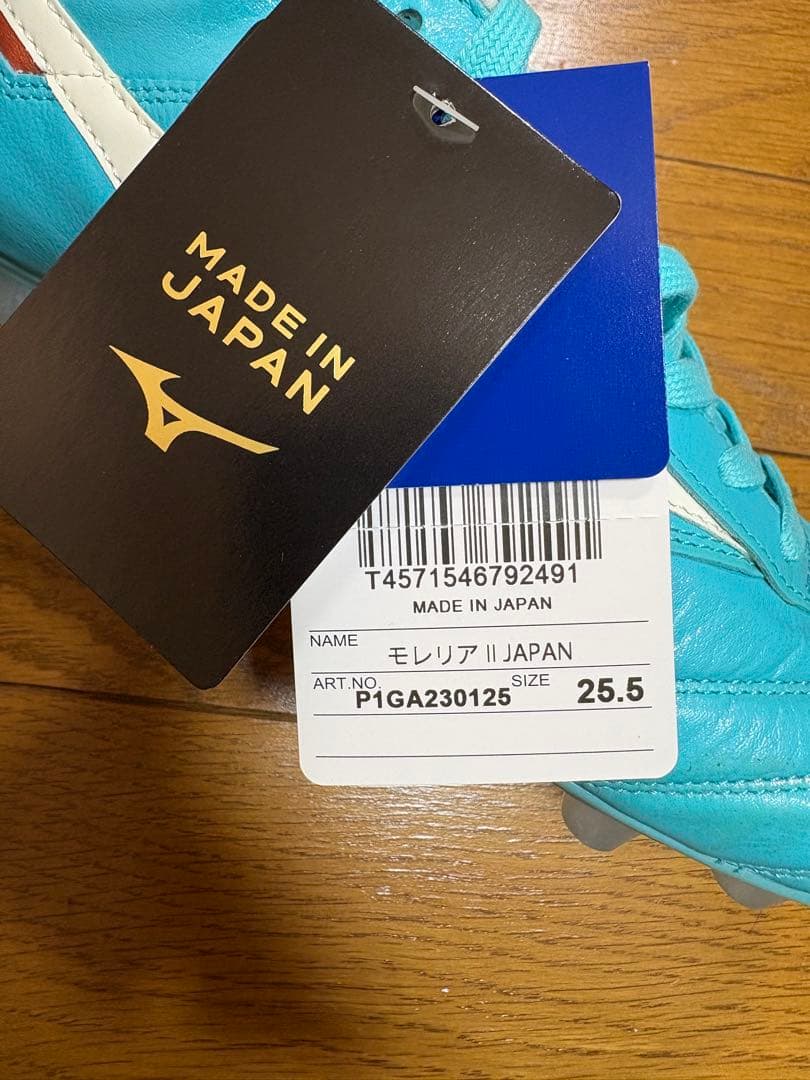 MADE IN
JAPAN
T4571546792491
MADE IN JAPAN
NAME モレリア II JAPAN
ART.NO. P1GA230125 SIZE 25.5